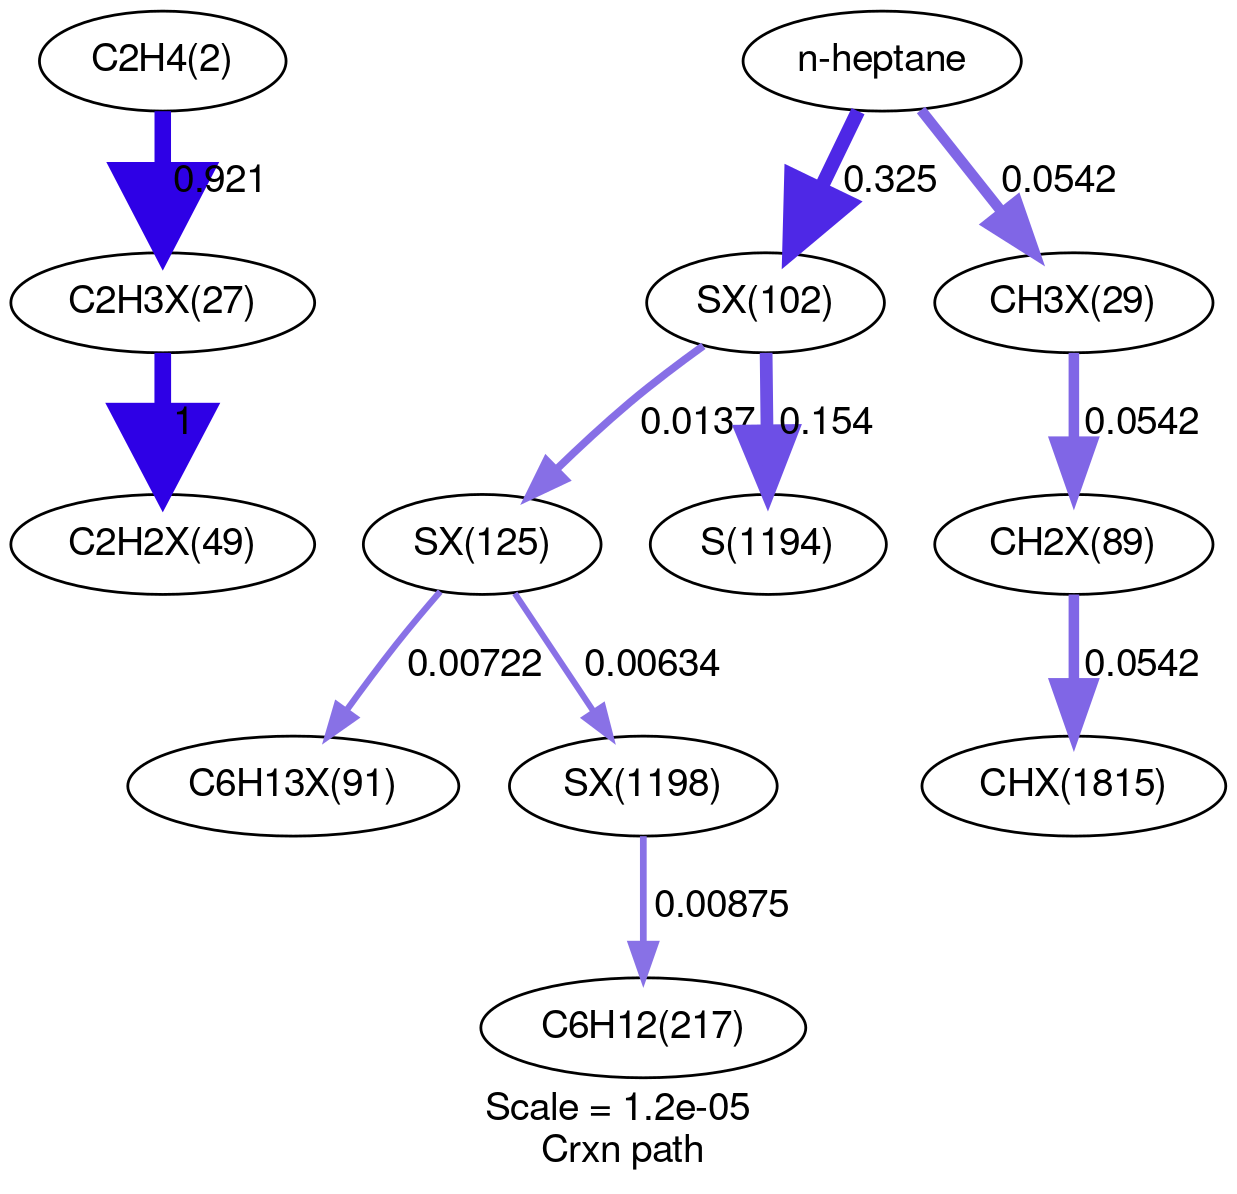 C2H4(2)
n-heptane
0.921
0.325
0.0542
C2H3X(27)
SX(102)
CH3X(29)
1
0.0137
0.154
0.0542
C2H2X(49)
SX(125)
S(1194)
CH2X(89)
0.00722
0.00634
0.0542
C6H13X(91)
SX(1198)
CHX(1815)
0.00875
C6H12(217)
Scale = 1.2e-05
Crxn path